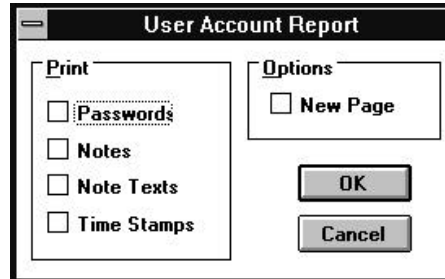 User Account Report
Print
Passwords
Notes
Note Texts
Time Stamps
Options
New Page
OK
Cancel